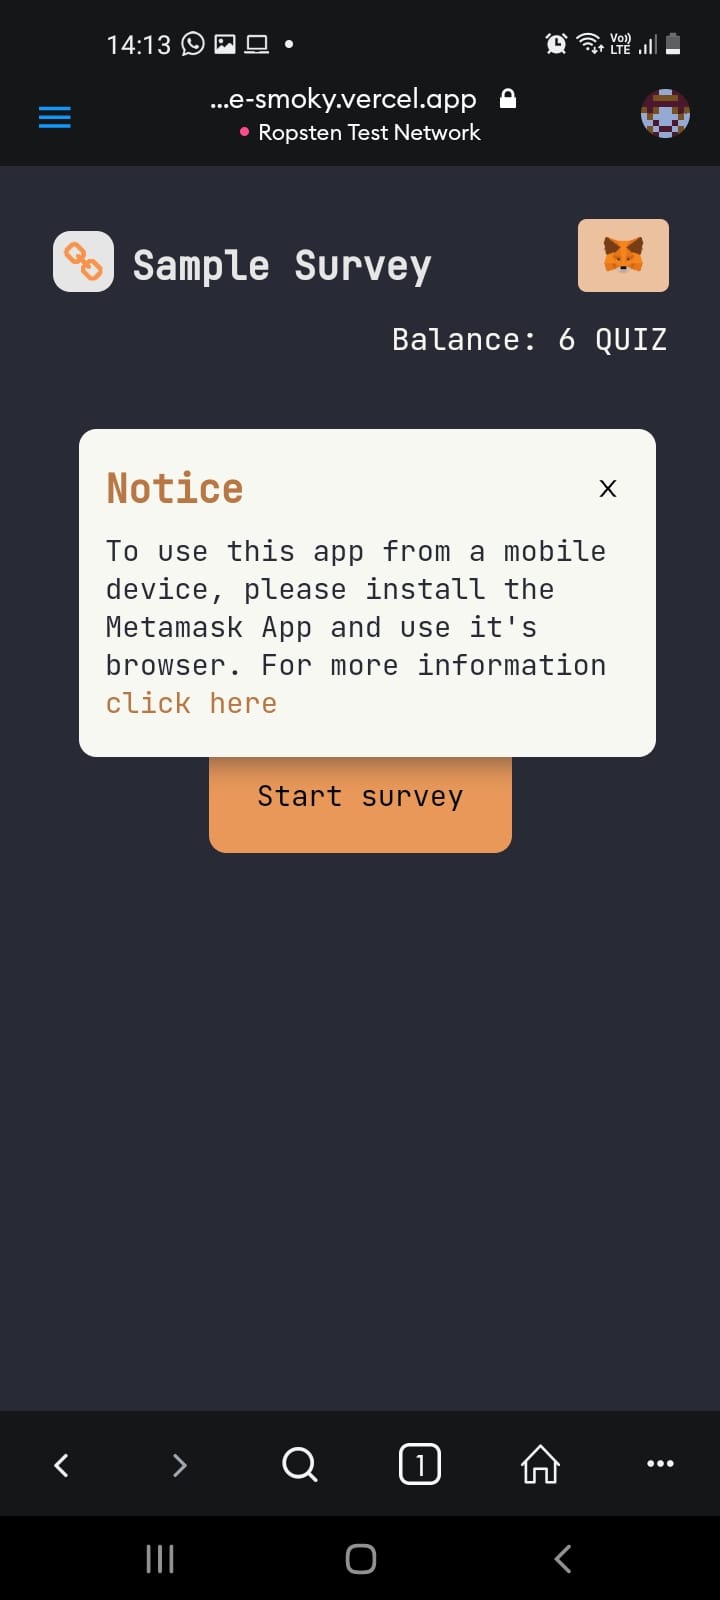 14:13
Vo))
LTE
...e-smoky.vercel.app
Ropsten Test Network
Sample Survey
Balance: 6 QUIZ
Notice
X
To use this app from a mobile
device, please install the
Metamask App and use it's
browser. For more information
click here
Start survey
1